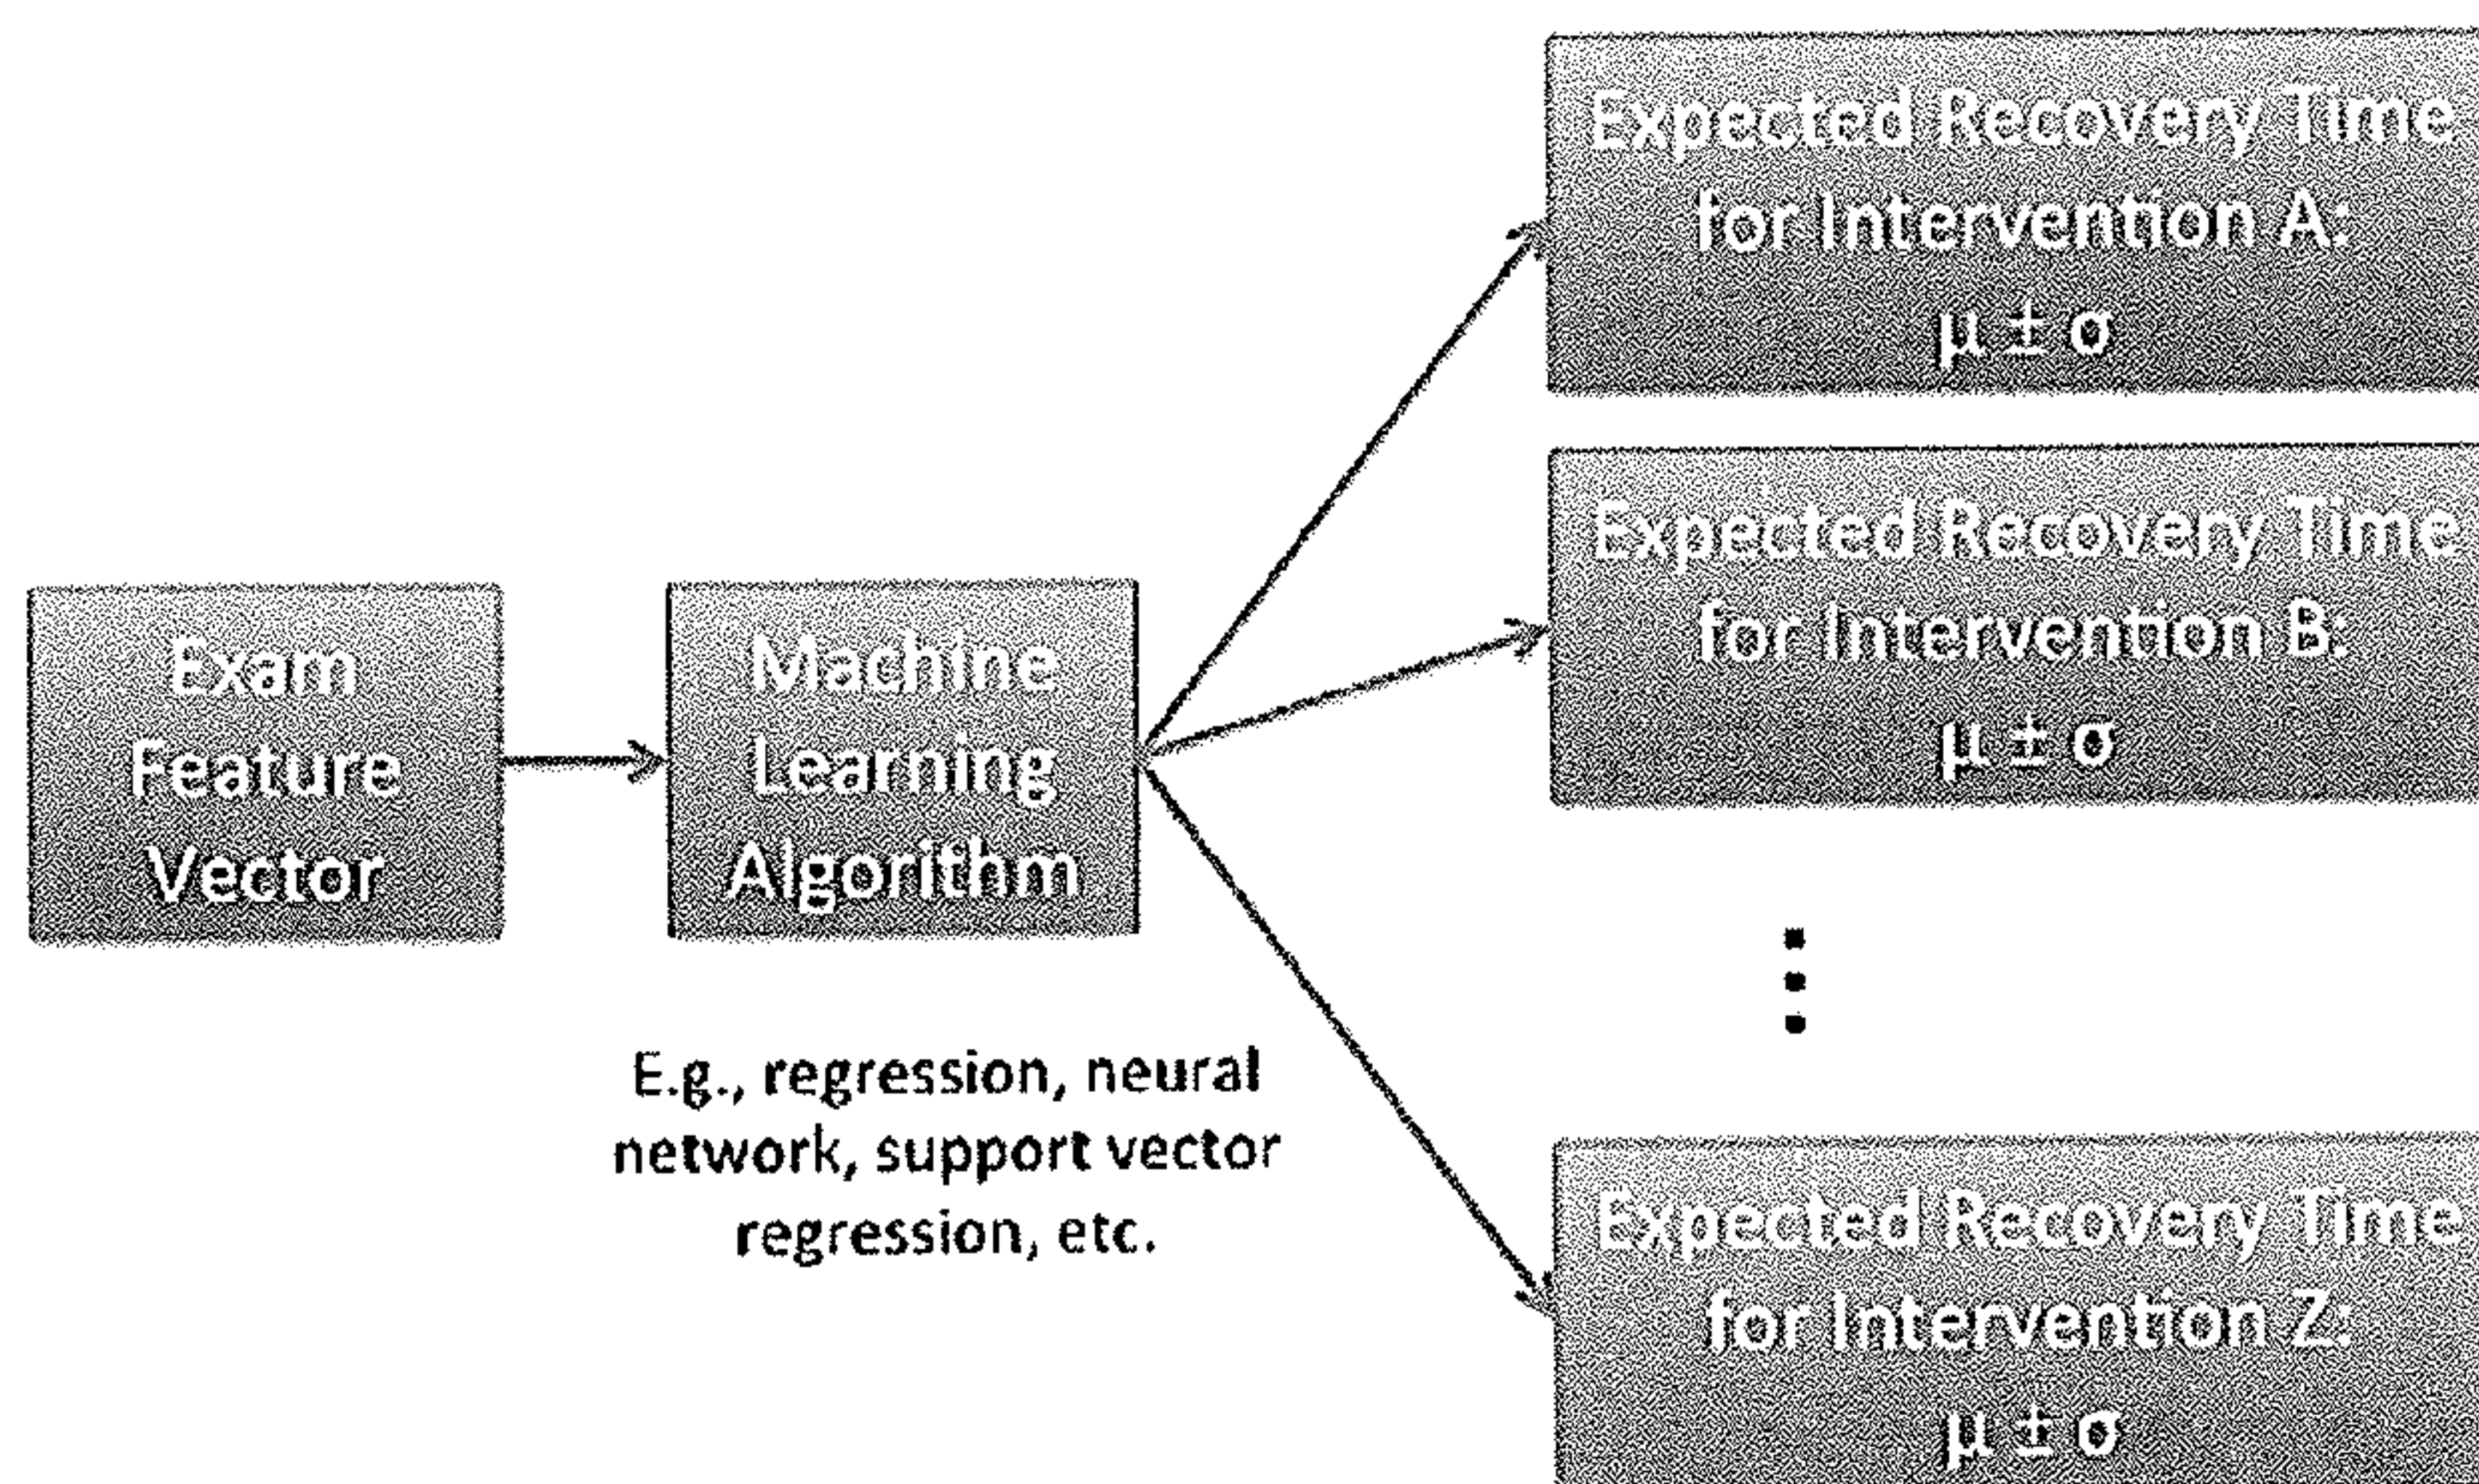 Exam
Feature
Vector
Machine
Learning
Algorithm
E.g., regression, neural
network, support vector
regression, etc.
Expected Recovery Time
for Intervention A:
μ ± σ
Expected Recovery Time
for Intervention B:
μ ± σ
Expected Recovery Time
for Intervention Z:
μ ± σ